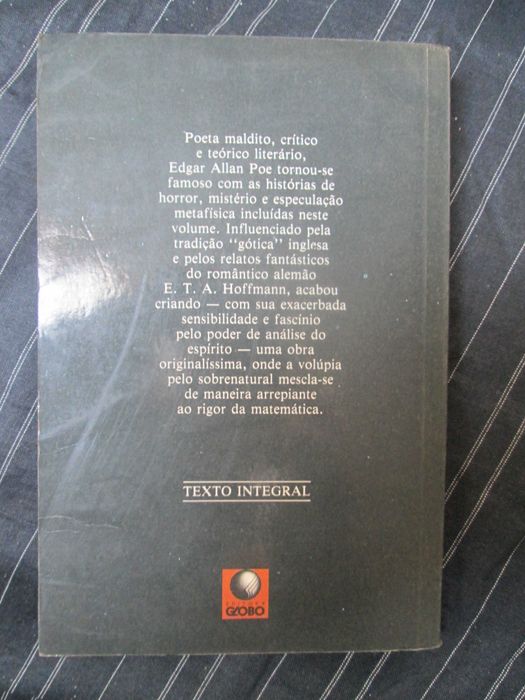 Poeta maldito, crítico
e teórico literário,
Edgar Allan Poe tornou-se
famoso com as histórias de
horror, mistério e especulação
metafísica incluídas neste
volume. Influenciado pela
tradição "gótica" inglesa
e pelos relatos fantásticos
do romântico alemão
E. T. A. Hoffmann, acabou
criando — com sua exacerbada
sensibilidade e fascínio
pelo poder de análise do
espírito — uma obra
originalíssima, onde a volúpia
pelo sobrenatural mescla-se
de maneira arrepiante
ao rigor da matemática.
TEXTO INTEGRAL
EDITORA
GLOBO